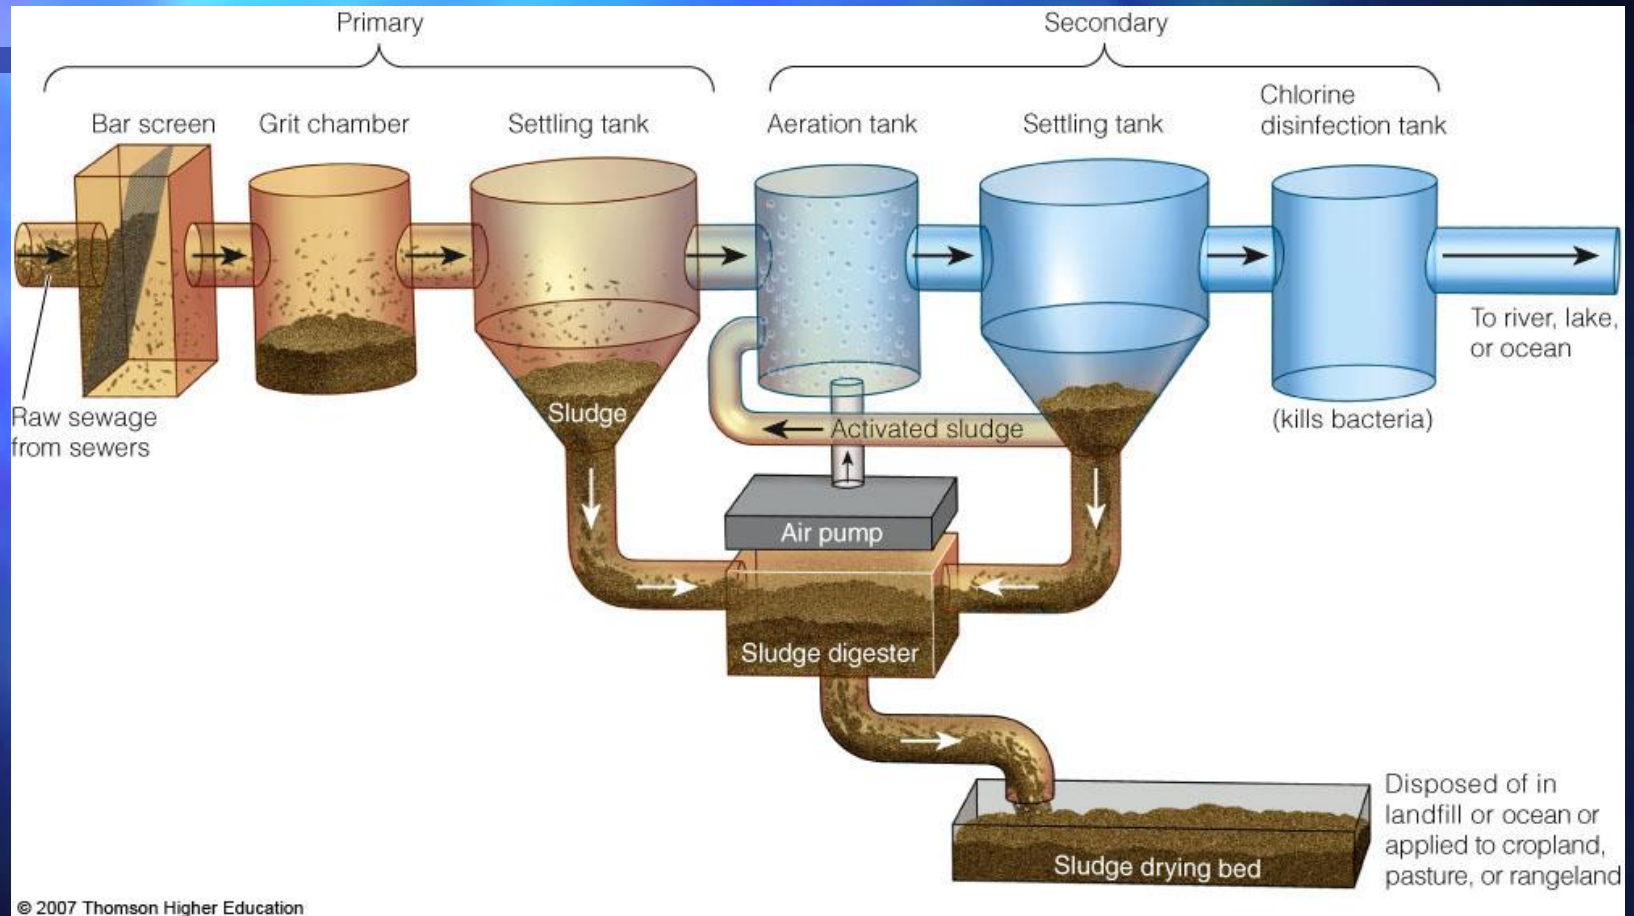 Primary
Secondary
Bar screen
Grit chamber
Settling tank
Aeration tank
Settling tank
Chlorine
disinfection tank
Raw sewage
from sewers
Sludge
Activated sludge
(kills bacteria)
To river, lake,
or ocean
Air pump
Sludge digester
Sludge drying bed
Disposed of in
landfill or ocean or
applied to cropland,
pasture, or rangeland
© 2007 Thomson Higher Education